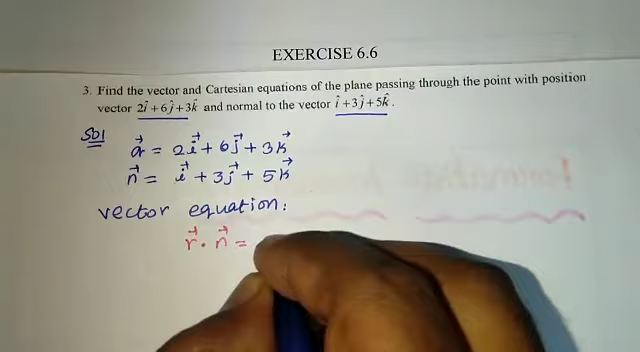 EXERCISE 6.6
3. Find the vector and Cartesian equations of the plane passing through the point with position
vector 2î + 6ĵ + 3k̂ and normal to the vector î + 3ĵ + 5k̂.
Sol
a⃗ = 2i⃗ + 6j⃗ + 3k⃗
n⃗ = i⃗ + 3j⃗ + 5k⃗
vector equation:
r⃗ . n⃗ =